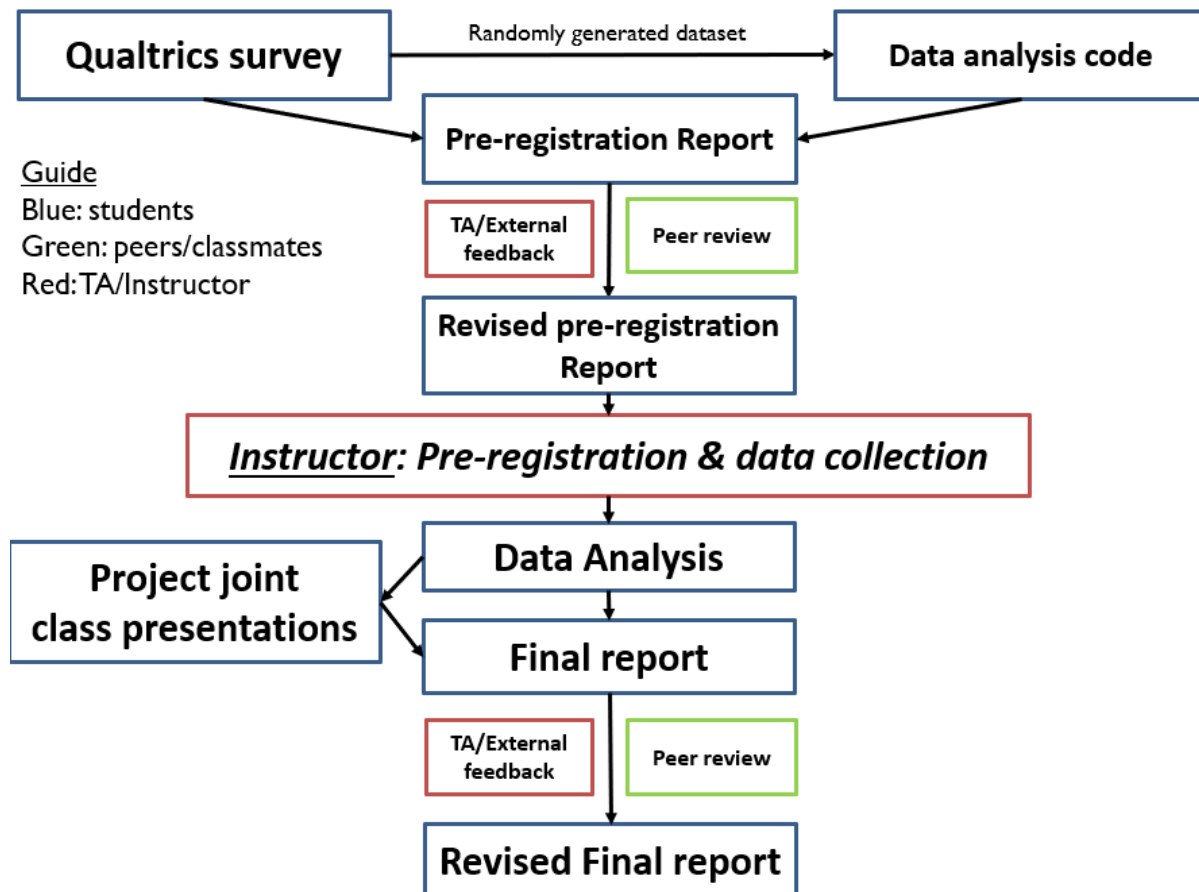 Qualtrics survey
Randomly generated dataset
Data analysis code
Pre-registration Report
Guide
Blue: students
Green: peers/classmates
Red: TA/Instructor
TA/External
feedback
Peer review
Revised pre-registration
Report
Instructor: Pre-registration & data collection
Data Analysis
Project joint
class presentations
Final report
TA/External
feedback
Peer review
Revised Final report